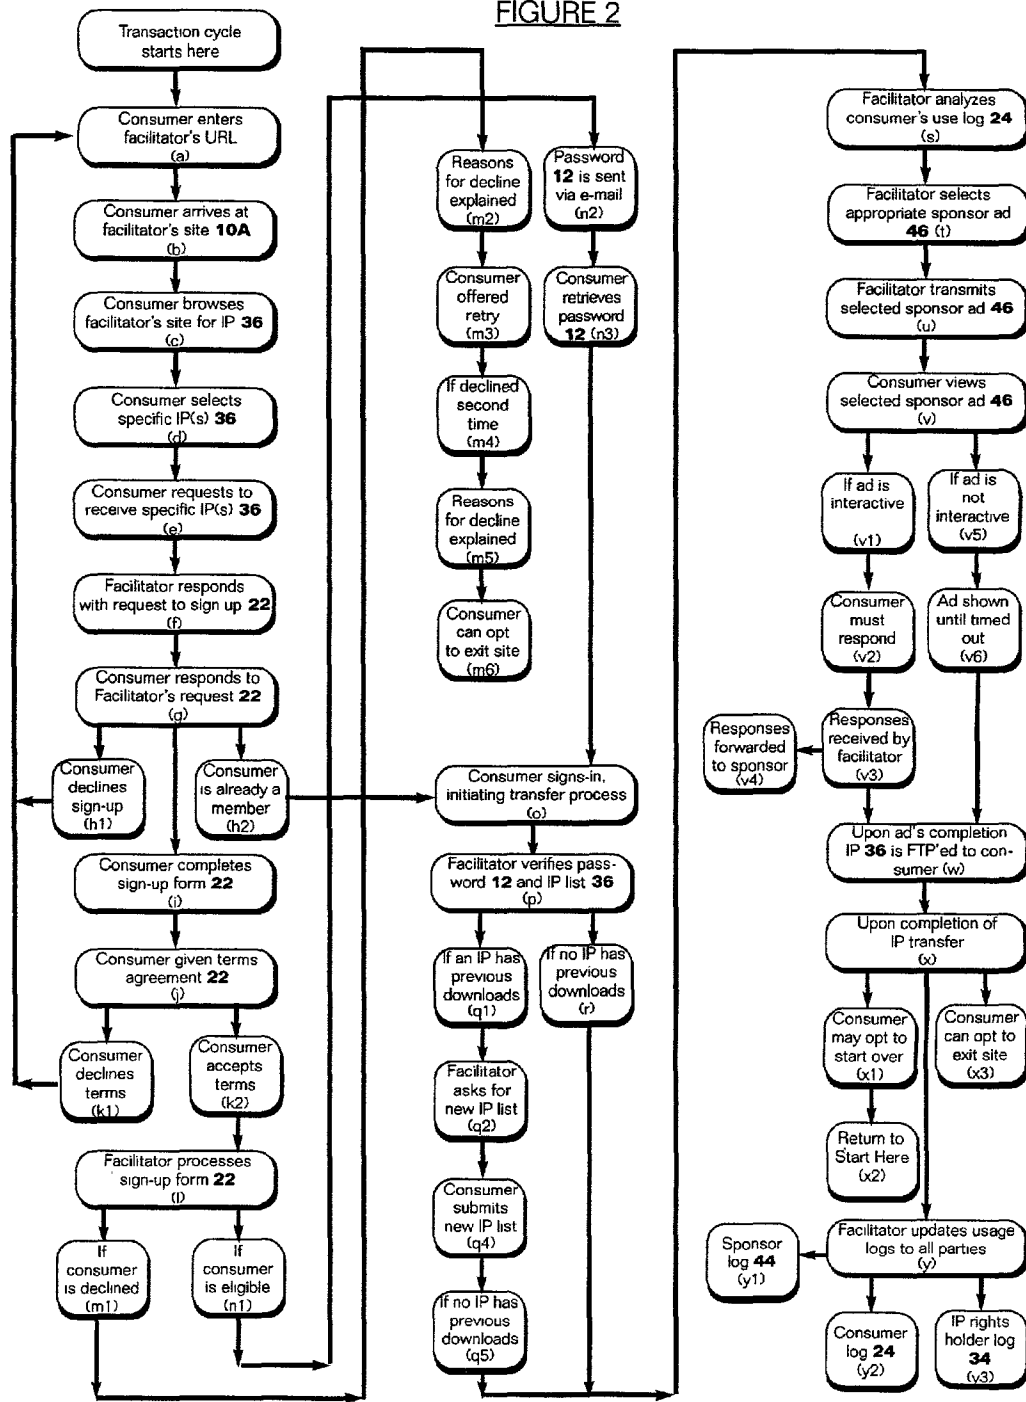 FIGURE 2
Transaction cycle
starts here
Consumer enters
facilitator's URL
(a)
Consumer arrives at
facilitator's site 10A
(b)
Consumer browses
facilitator's site for IP 36
(c)
Consumer selects
specific IP(s) 36
(d)
Consumer requests to
receive specific IP(s) 36
(e)
Facilitator responds
with request to sign up 22
(f)
Consumer responds to
Facilitator's request 22
(g)
Consumer
declines
sign-up
(h1)
Consumer
is already a
member
(h2)
Consumer completes
sign-up form 22
(i)
Consumer given terms
agreement 22
(j)
Consumer
declines
terms
(k1)
Consumer
accepts
terms
(k2)
Facilitator processes
sign-up form 22
(l)
If
consumer
is declined
(m1)
If
consumer
is eligible
(n1)
Reasons
for decline
explained
(m2)
Consumer
offered
retry
(m3)
If declined
second
time
(m4)
Reasons
for decline
explained
(m5)
Consumer
can opt
to exit site
(m6)
Password
12 is sent
via e-mail
(n2)
Consumer
retrieves
password
12 (n3)
Consumer signs-in,
initiating transfer process
(o)
Facilitator verifies pass-
word 12 and IP list 36
(p)
If an IP has
previous
downloads
(q1)
If no IP has
previous
downloads
(r)
Facilitator
asks for
new IP list
(q2)
Consumer
submits
new IP list
(q4)
If no IP has
previous
downloads
(q5)
Facilitator analyzes
consumer's use log 24
(s)
Facilitator selects
appropriate sponsor ad
46 (t)
Facilitator transmits
selected sponsor ad 46
(u)
Consumer views
selected sponsor ad 46
(v)
If ad is
interactive
(v1)
If ad is
not
interactive
(v5)
Consumer
must
respond
(v2)
Ad shown
until timed
out
(v6)
Responses
forwarded
to sponsor
(v4)
Responses
received by
facilitator
(v3)
Upon ad's completion
IP 36 is FTP'ed to con-
sumer (w)
Upon completion of
IP transfer
(x)
Consumer
may opt to
start over
(x1)
Consumer
can opt to
exit site
(x3)
Return to
Start Here
(x2)
Facilitator updates usage
logs to all parties
(y)
Sponsor
log 44
(y1)
Consumer
log 24
(y2)
IP rights
holder log
34
(y3)